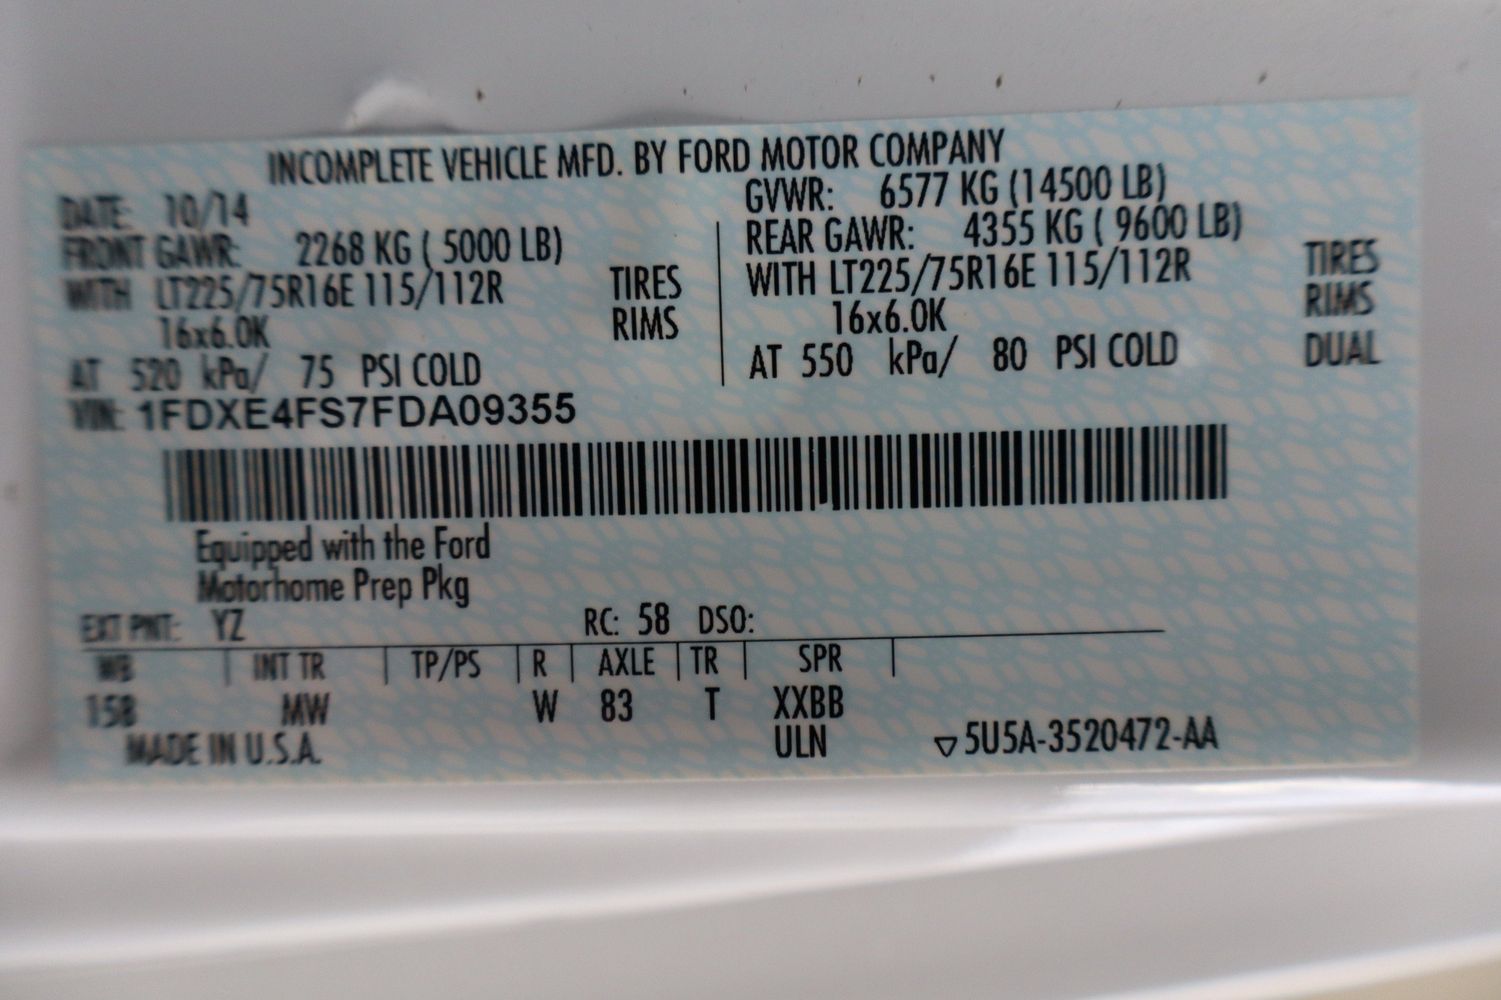 INCOMPLETE VEHICLE MFD. BY FORD MOTOR COMPANY
DATE: 10/14
GVWR: 6577 KG (14500 LB)
FRONT GAWR: 2268 KG ( 5000 LB)
WITH LT225/75R16E 115/112R TIRES
16x6.0K RIMS
AT 520 kPa/ 75 PSI COLD
REAR GAWR: 4355 KG ( 9600 LB)
WITH LT225/75R16E 115/112R TIRES
16x6.0K RIMS
AT 550 kPa/ 80 PSI COLD DUAL
VIN: 1FDXE4FS7FDA09355
Equipped with the Ford
Motorhome Prep Pkg
EXT PNT: YZ RC: 58 DSO:
WB INT TR TP/PS R AXLE TR SPR
158 MW W 83 T XXBB
MADE IN U.S.A. ULN 5U5A-3520472-AA